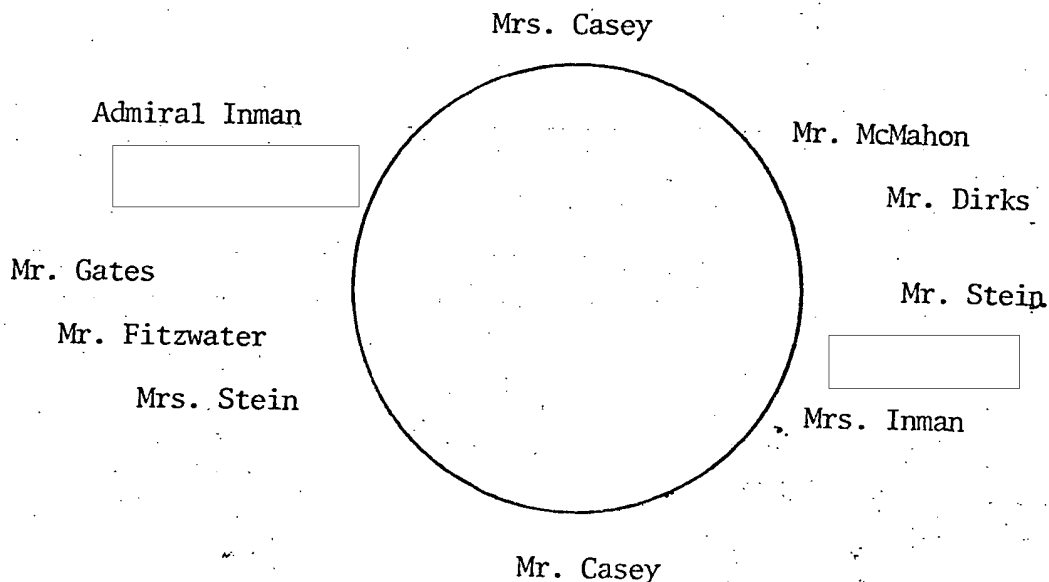 Mrs. Casey
Admiral Inman
Mr. McMahon
Mr. Dirks
Mr. Gates
Mr. Stein
Mr. Fitzwater
Mrs. Stein
Mrs. Inman
Mr. Casey